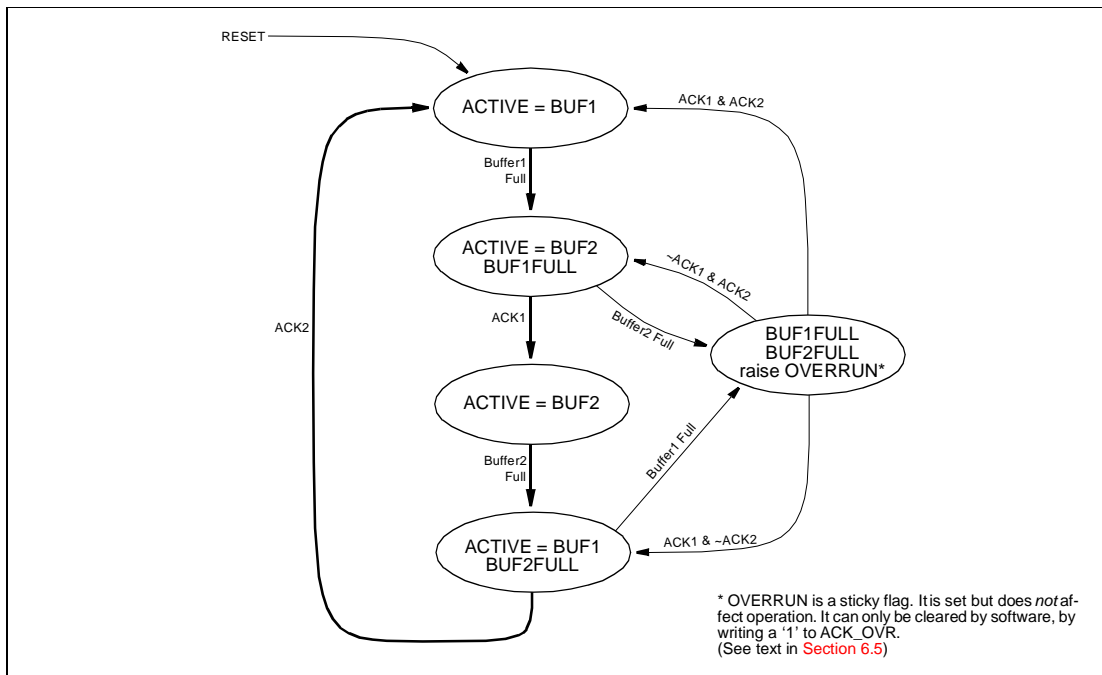 RESET
ACTIVE = BUF1
ACK1 & ACK2
Buffer1
Full
ACTIVE = BUF2
BUF1FULL
~ACK1 & ACK2
Buffer2 Full
ACK1
ACK2
BUF1FULL
BUF2FULL
raise OVERRUN*
ACTIVE = BUF2
Buffer1 Full
Buffer2
Full
ACTIVE = BUF1
BUF2FULL
ACK1 & ~ACK2
* OVERRUN is a sticky flag. It is set but does not af-
fect operation. It can only be cleared by software, by
writing a ‘1’ to ACK_OVR.
(See text in Section 6.5)